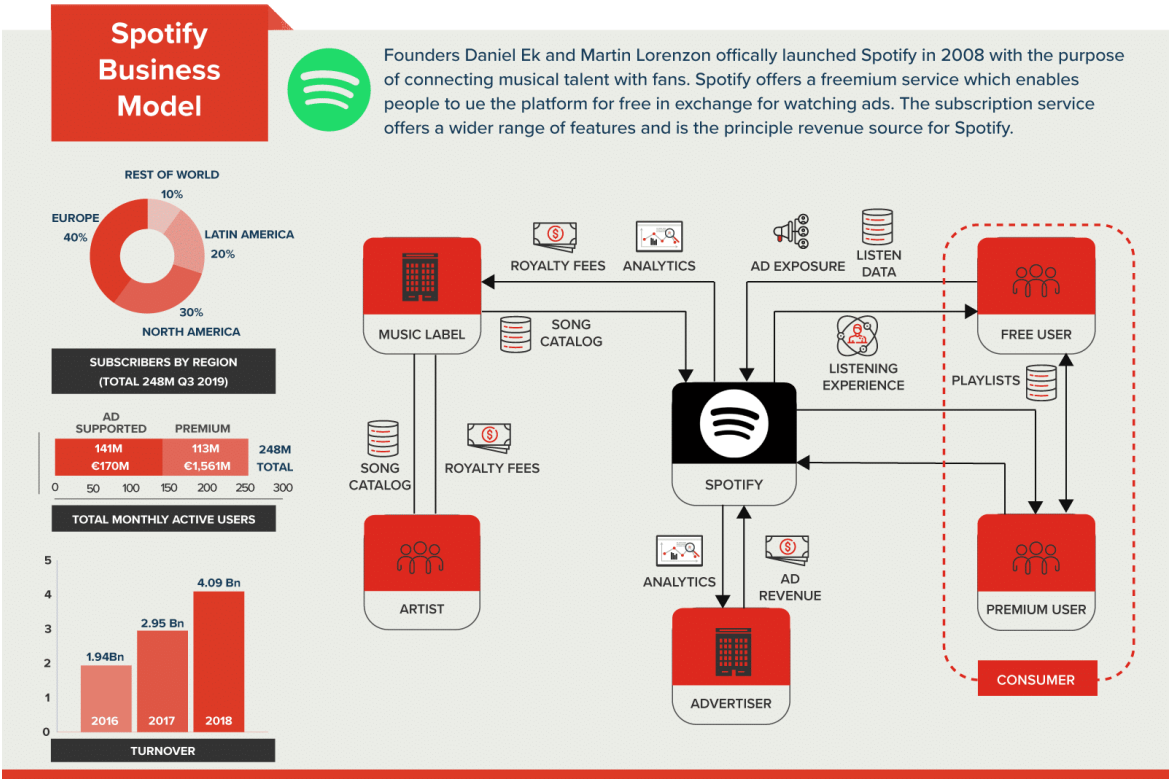 Spotify
Business
Model
Founders Daniel Ek and Martin Lorenzon offically launched Spotify in 2008 with the purpose
of connecting musical talent with fans. Spotify offers a freemium service which enables
people to ue the platform for free in exchange for watching ads. The subscription service
offers a wider range of features and is the principle revenue source for Spotify.
REST OF WORLD
10%
EUROPE
40%
LATIN AMERICA
20%
30%
NORTH AMERICA
SUBSCRIBERS BY REGION
(TOTAL 248M Q3 2019)
AD
SUPPORTED
PREMIUM
141M
€170M
113M
€1,561M
248M
TOTAL
0 50 100 150 200 250 300
TOTAL MONTHLY ACTIVE USERS
5
4
3
2
1
0
1.94Bn
2.95 Bn
4.09 Bn
2016
2017
2018
TURNOVER
MUSIC LABEL
ROYALTY FEES
ANALYTICS
SONG
CATALOG
AD EXPOSURE
LISTEN
DATA
FREE USER
LISTENING
EXPERIENCE
PLAYLISTS
SONG
CATALOG
ROYALTY FEES
SPOTIFY
ARTIST
ANALYTICS
AD
REVENUE
PREMIUM USER
ADVERTISER
CONSUMER